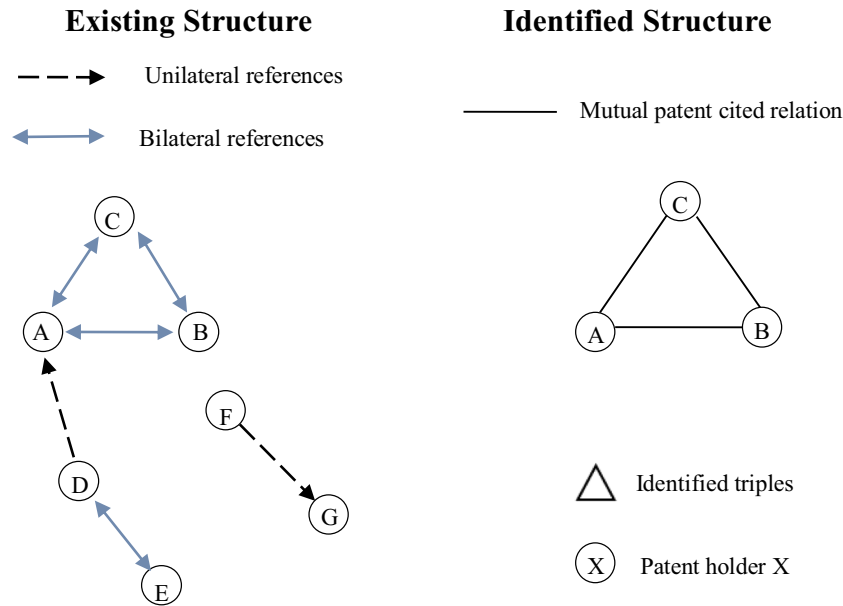 Existing Structure
Unilateral references
Bilateral references
C
A
B
F
D
G
E
Identified Structure
Mutual patent cited relation
C
A
B
Identified triples
X
Patent holder X